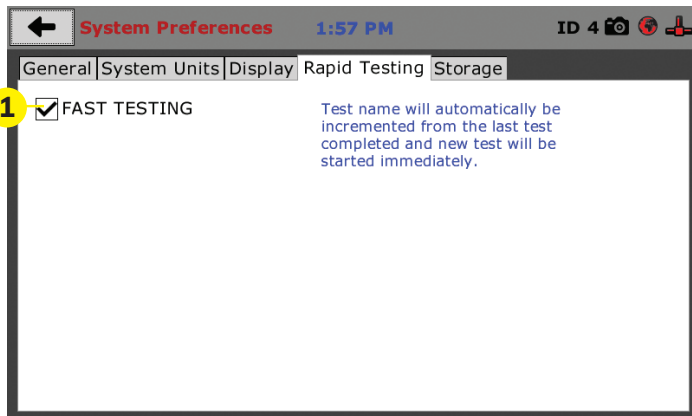 System Preferences 1:57 PM ID 4
General System Units Display Rapid Testing Storage
1 FAST TESTING
Test name will automatically be
incremented from the last test
completed and new test will be
started immediately.